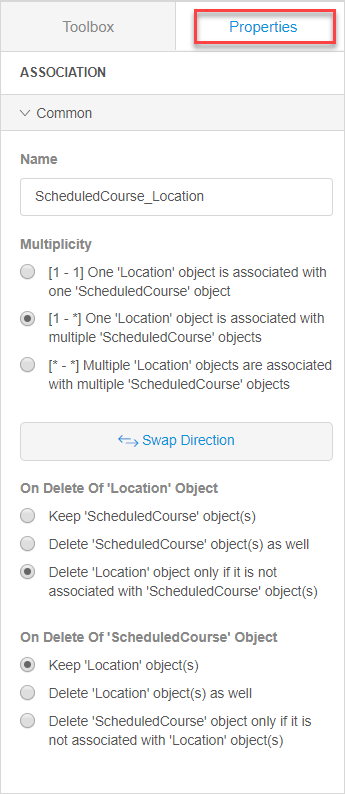 Toolbox
Properties
ASSOCIATION
Common
Name
ScheduledCourse_Location
Multiplicity
[1 - 1] One 'Location' object is associated with
one 'ScheduledCourse' object
[1 - *] One 'Location' object is associated with
multiple 'ScheduledCourse' objects
[* - *] Multiple 'Location' objects are associated
with multiple 'ScheduledCourse' objects
Swap Direction
On Delete Of 'Location' Object
Keep 'ScheduledCourse' object(s)
Delete 'ScheduledCourse' object(s) as well
Delete 'Location' object only if it is not
associated with 'ScheduledCourse' object(s)
On Delete Of 'ScheduledCourse' Object
Keep 'Location' object(s)
Delete 'Location' object(s) as well
Delete 'ScheduledCourse' object only if it is
not associated with 'Location' object(s)